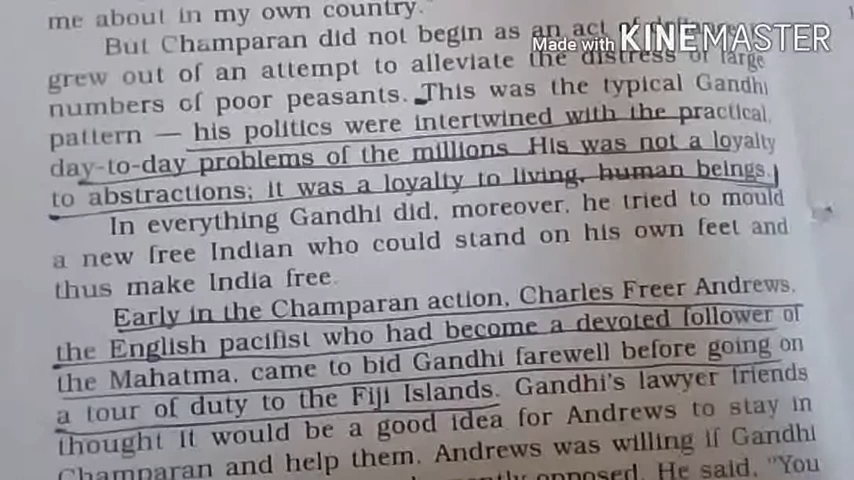 me about in my own country."
But Champaran did not begin as an act of
Made with KINEMASTER
grew out of an attempt to alleviate the distress of large
numbers of poor peasants. This was the typical Gandhi
pattern — his politics were intertwined with the practical,
day-to-day problems of the millions. His was not a loyalty
to abstractions; it was a loyalty to living, human beings.
In everything Gandhi did, moreover, he tried to mould
a new free Indian who could stand on his own feet and
thus make India free.
Early in the Champaran action, Charles Freer Andrews,
the English pacifist who had become a devoted follower of
the Mahatma, came to bid Gandhi farewell before going on
a tour of duty to the Fiji Islands. Gandhi's lawyer friends
thought it would be a good idea for Andrews to stay in
Champaran and help them. Andrews was willing if Gandhi
opposed. He said, "You